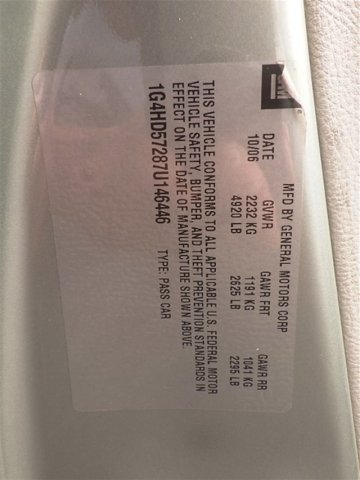 GM
MFD BY GENERAL MOTORS CORP
DATE GVWR GAWR FRT GAWR RR
10/06 2232 KG 1191 KG 1041 KG
4920 LB 2625 LB 2295 LB
THIS VEHICLE CONFORMS TO ALL APPLICABLE U.S. FEDERAL MOTOR
VEHICLE SAFETY, BUMPER, AND THEFT PREVENTION STANDARDS IN
EFFECT ON THE DATE OF MANUFACTURE SHOWN ABOVE.
1G4HD57287U146446 TYPE: PASS CAR